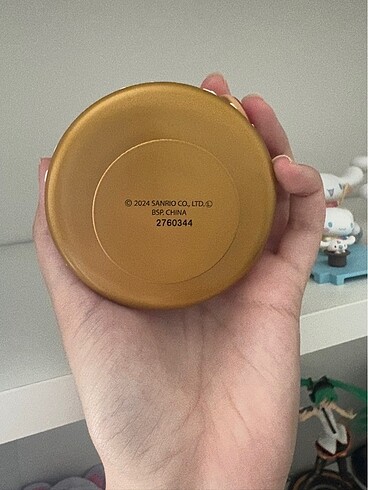 © 2024 SANRIO CO., LTD. Ⓛ
BSP, CHINA
2760344